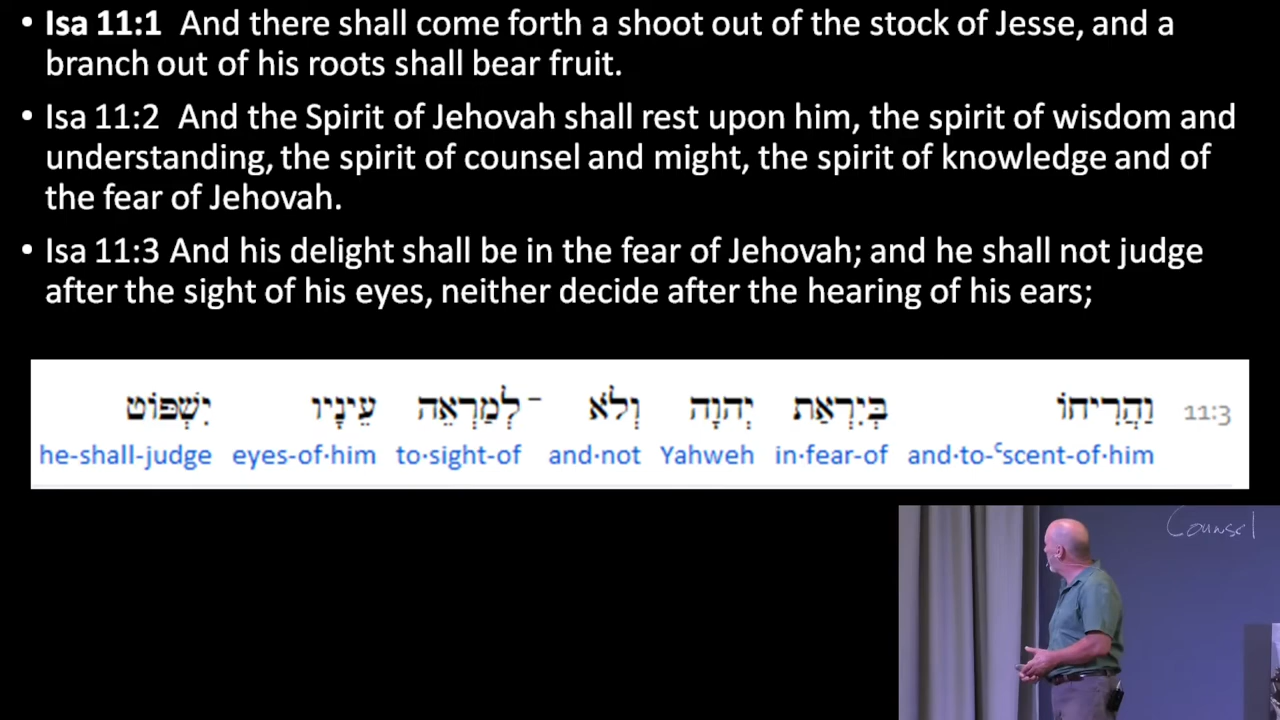 • Isa 11:1 And there shall come forth a shoot out of the stock of Jesse, and a
branch out of his roots shall bear fruit.
• Isa 11:2 And the Spirit of Jehovah shall rest upon him, the spirit of wisdom and
understanding, the spirit of counsel and might, the spirit of knowledge and of
the fear of Jehovah.
• Isa 11:3 And his delight shall be in the fear of Jehovah; and he shall not judge
after the sight of his eyes, neither decide after the hearing of his ears;
11:3 וַהֲרִיחוֹ בְּיִרְאַת יְהוָה וְלֹא ־לְמַרְאֵה עֵינָיו יִשְׁפּוֹט
he-shall-judge eyes-of·him to·sight-of and·not Yahweh in·fear-of and·to-ᶜscent-of·him
Counsel